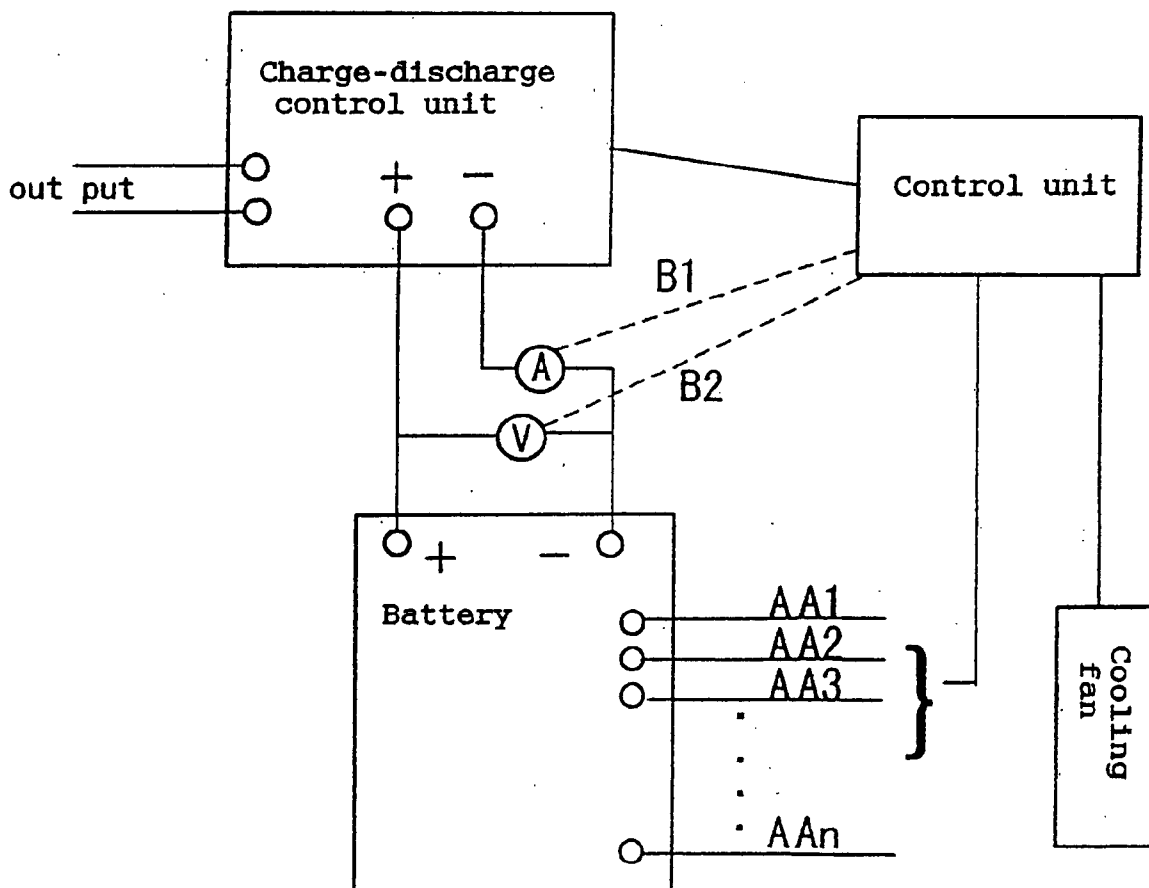 Charge-discharge
control unit
+ −
out put
Control unit
B1
A
B2
V
+ −
Battery
AA1
AA2
AA3
AAn
Cooling
fan